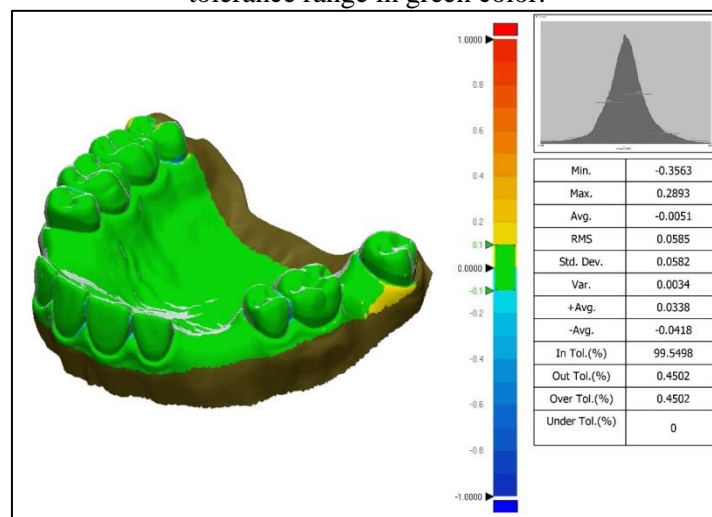 tolerance range in green color.
1.0000
0.8
0.6
0.4
0.2
0.1
0.0000
-0.1
-0.2
-0.4
-0.6
-0.8
-1.0000
Min. -0.3563
Max. 0.2893
Avg. -0.0051
RMS 0.0585
Std. Dev. 0.0582
Var. 0.0034
+Avg. 0.0338
-Avg. -0.0418
In Tol.(%) 99.5498
Out Tol.(%) 0.4502
Over Tol.(%) 0.4502
Under Tol.(%) 0